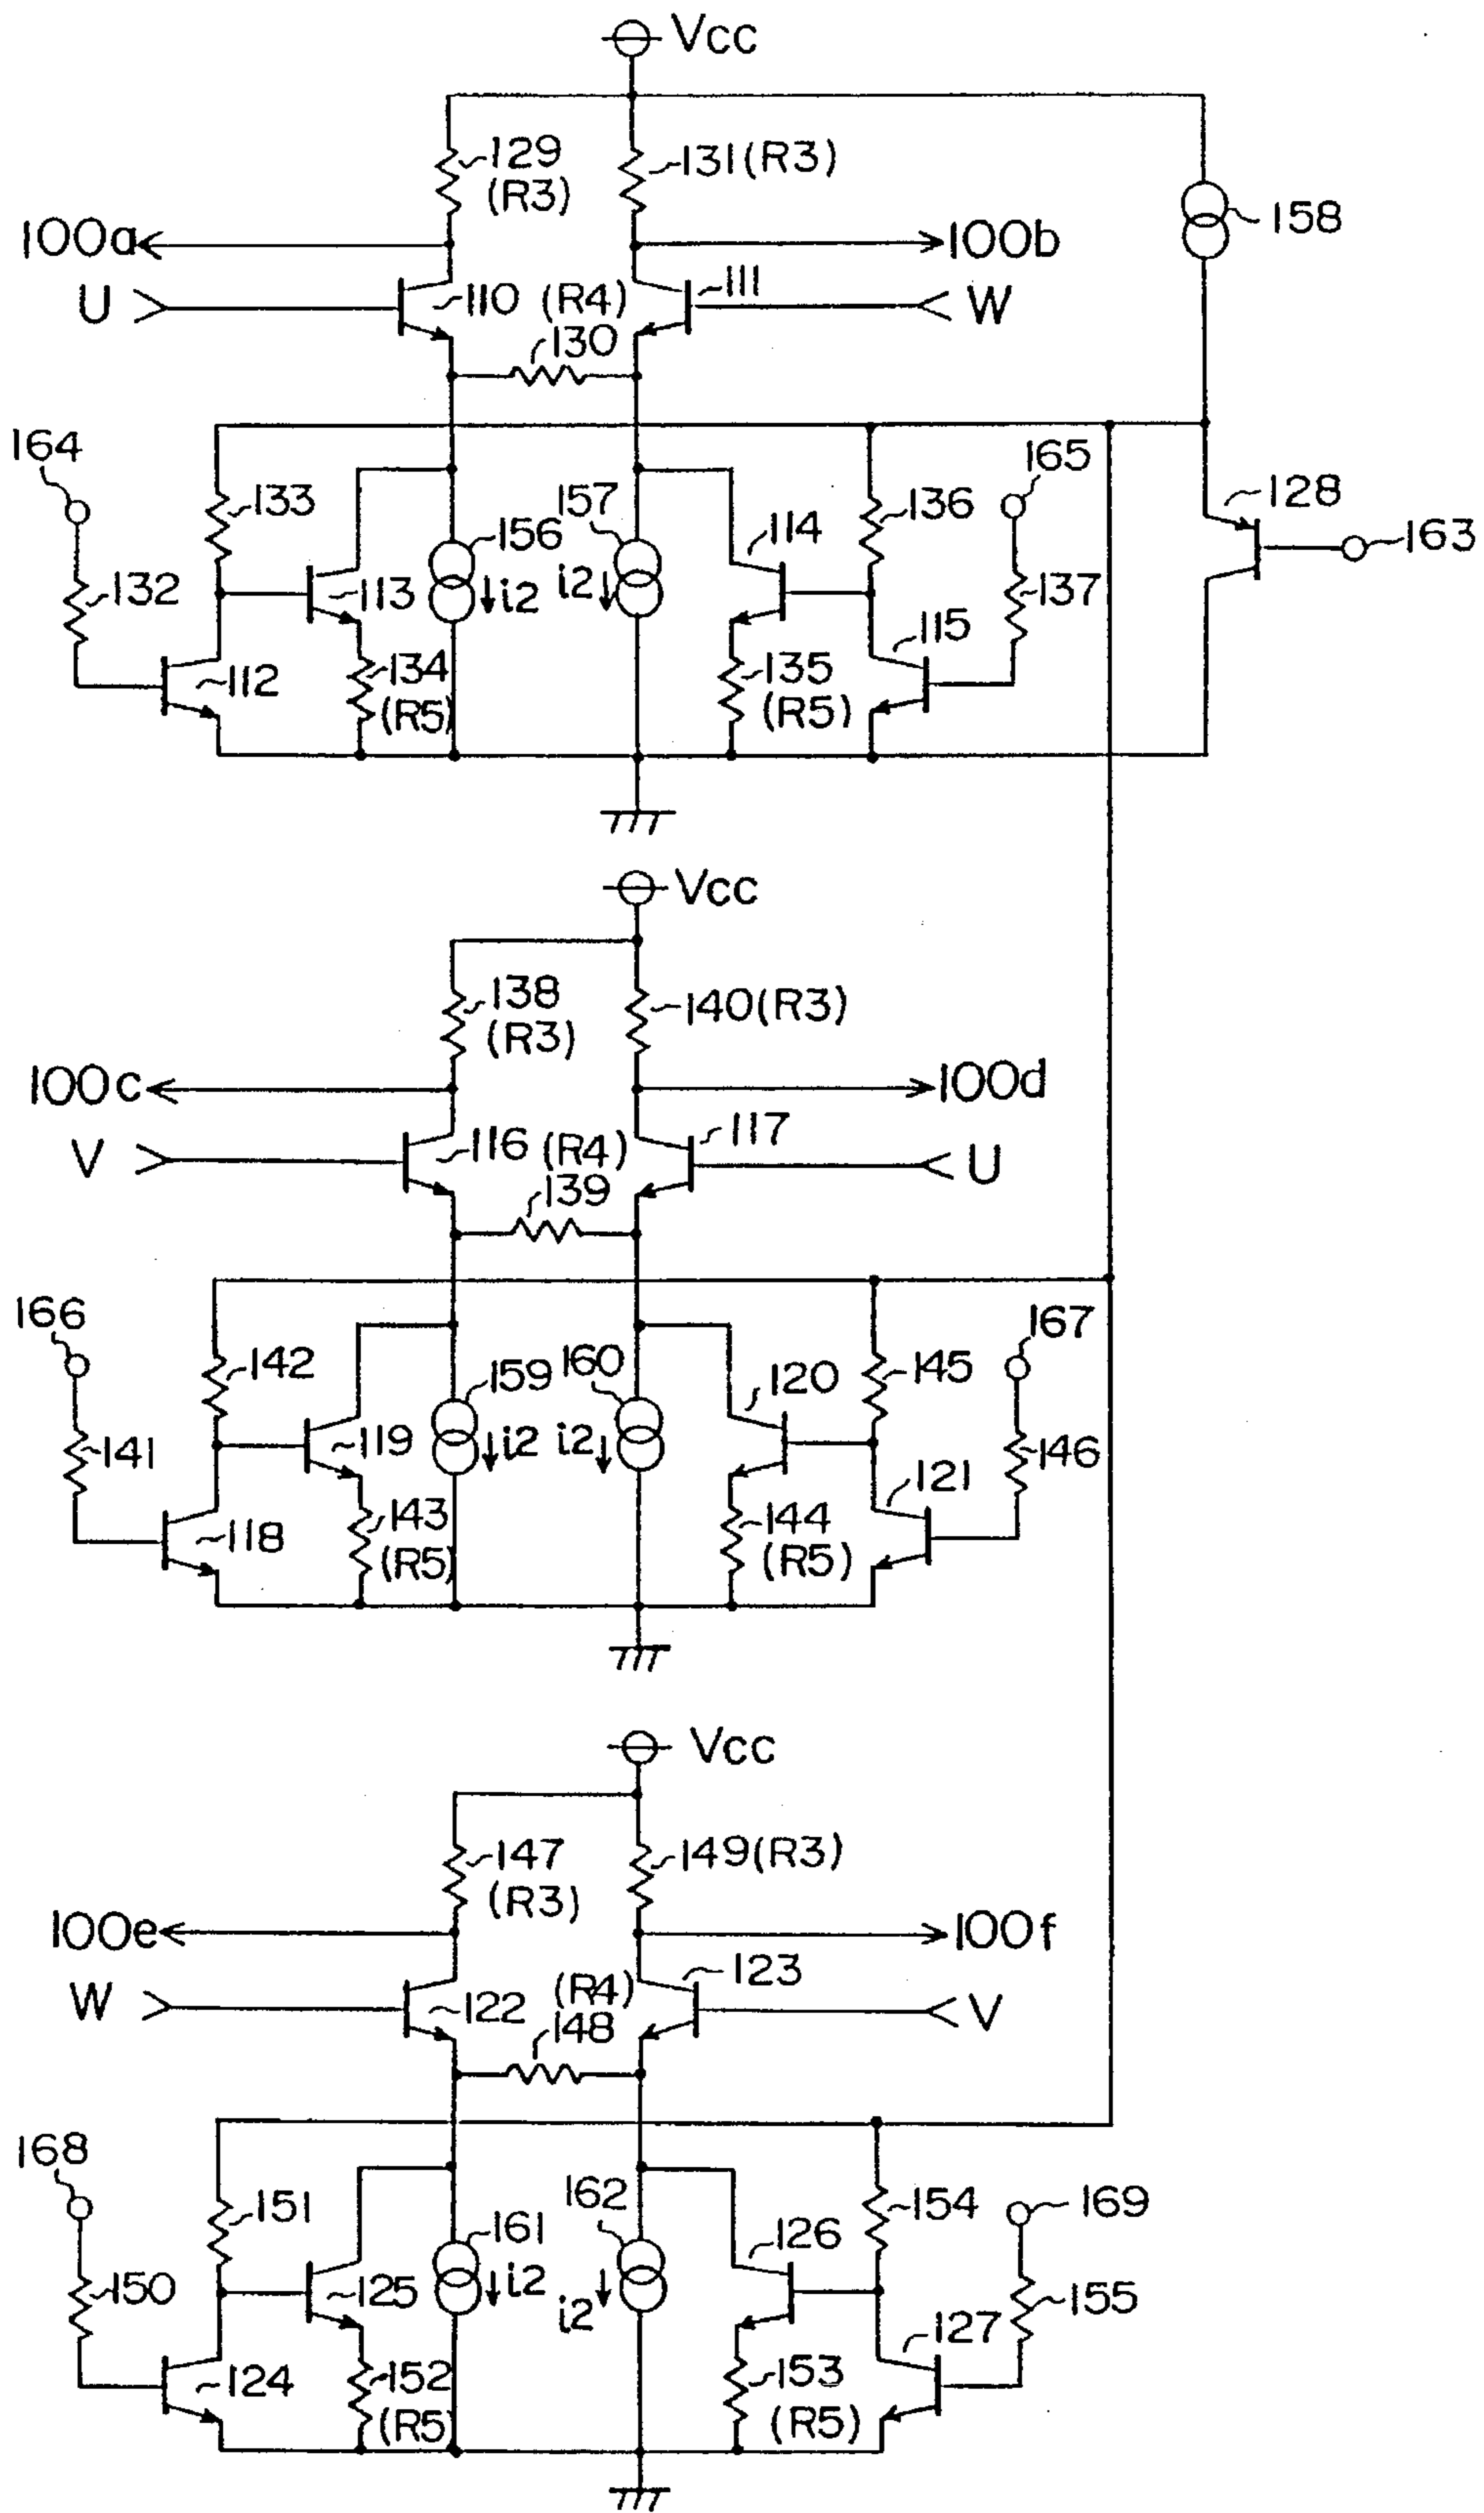 Vcc
129
(R3)
131(R3)
158
100a
100b
U
110
(R4)
111
W
130
164
133
157
156
i2
i2
114
136
165
128
163
132
113
137
115
112
134
(R5)
135
(R5)
Vcc
138
(R3)
140(R3)
100c
100d
V
116
(R4)
117
U
139
166
142
159
160
120
145
167
141
119
i2
i2
146
121
118
143
(R5)
144
(R5)
Vcc
147
(R3)
149(R3)
100e
100f
W
122
(R4)
123
V
148
168
151
161
162
154
169
126
150
125
i2
i2
155
127
124
152
(R5)
153
(R5)